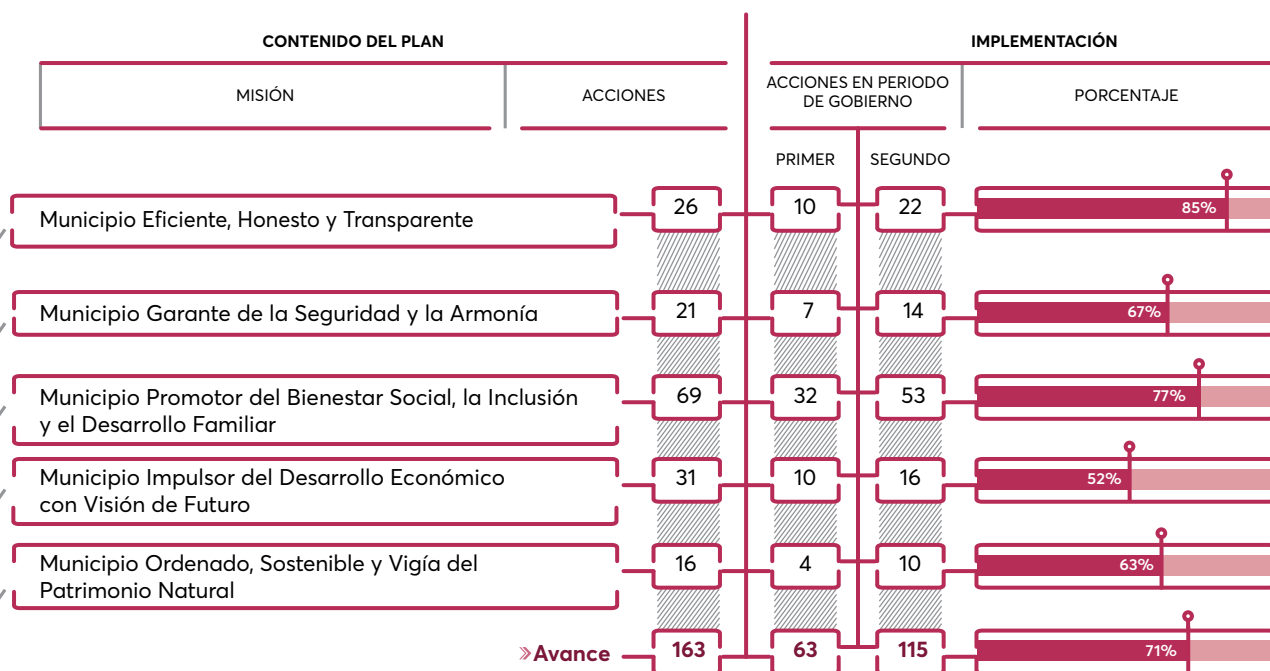 CONTENIDO DEL PLAN
IMPLEMENTACIÓN
MISIÓN
ACCIONES
ACCIONES EN PERIODO
DE GOBIERNO
PORCENTAJE
PRIMER
SEGUNDO
Municipio Eficiente, Honesto y Transparente
26
10
22
85%
Municipio Garante de la Seguridad y la Armonía
21
7
14
67%
Municipio Promotor del Bienestar Social, la Inclusión
y el Desarrollo Familiar
69
32
53
77%
Municipio Impulsor del Desarrollo Económico
con Visión de Futuro
31
10
16
52%
Municipio Ordenado, Sostenible y Vigía del
Patrimonio Natural
16
4
10
63%
»Avance
163
63
115
71%